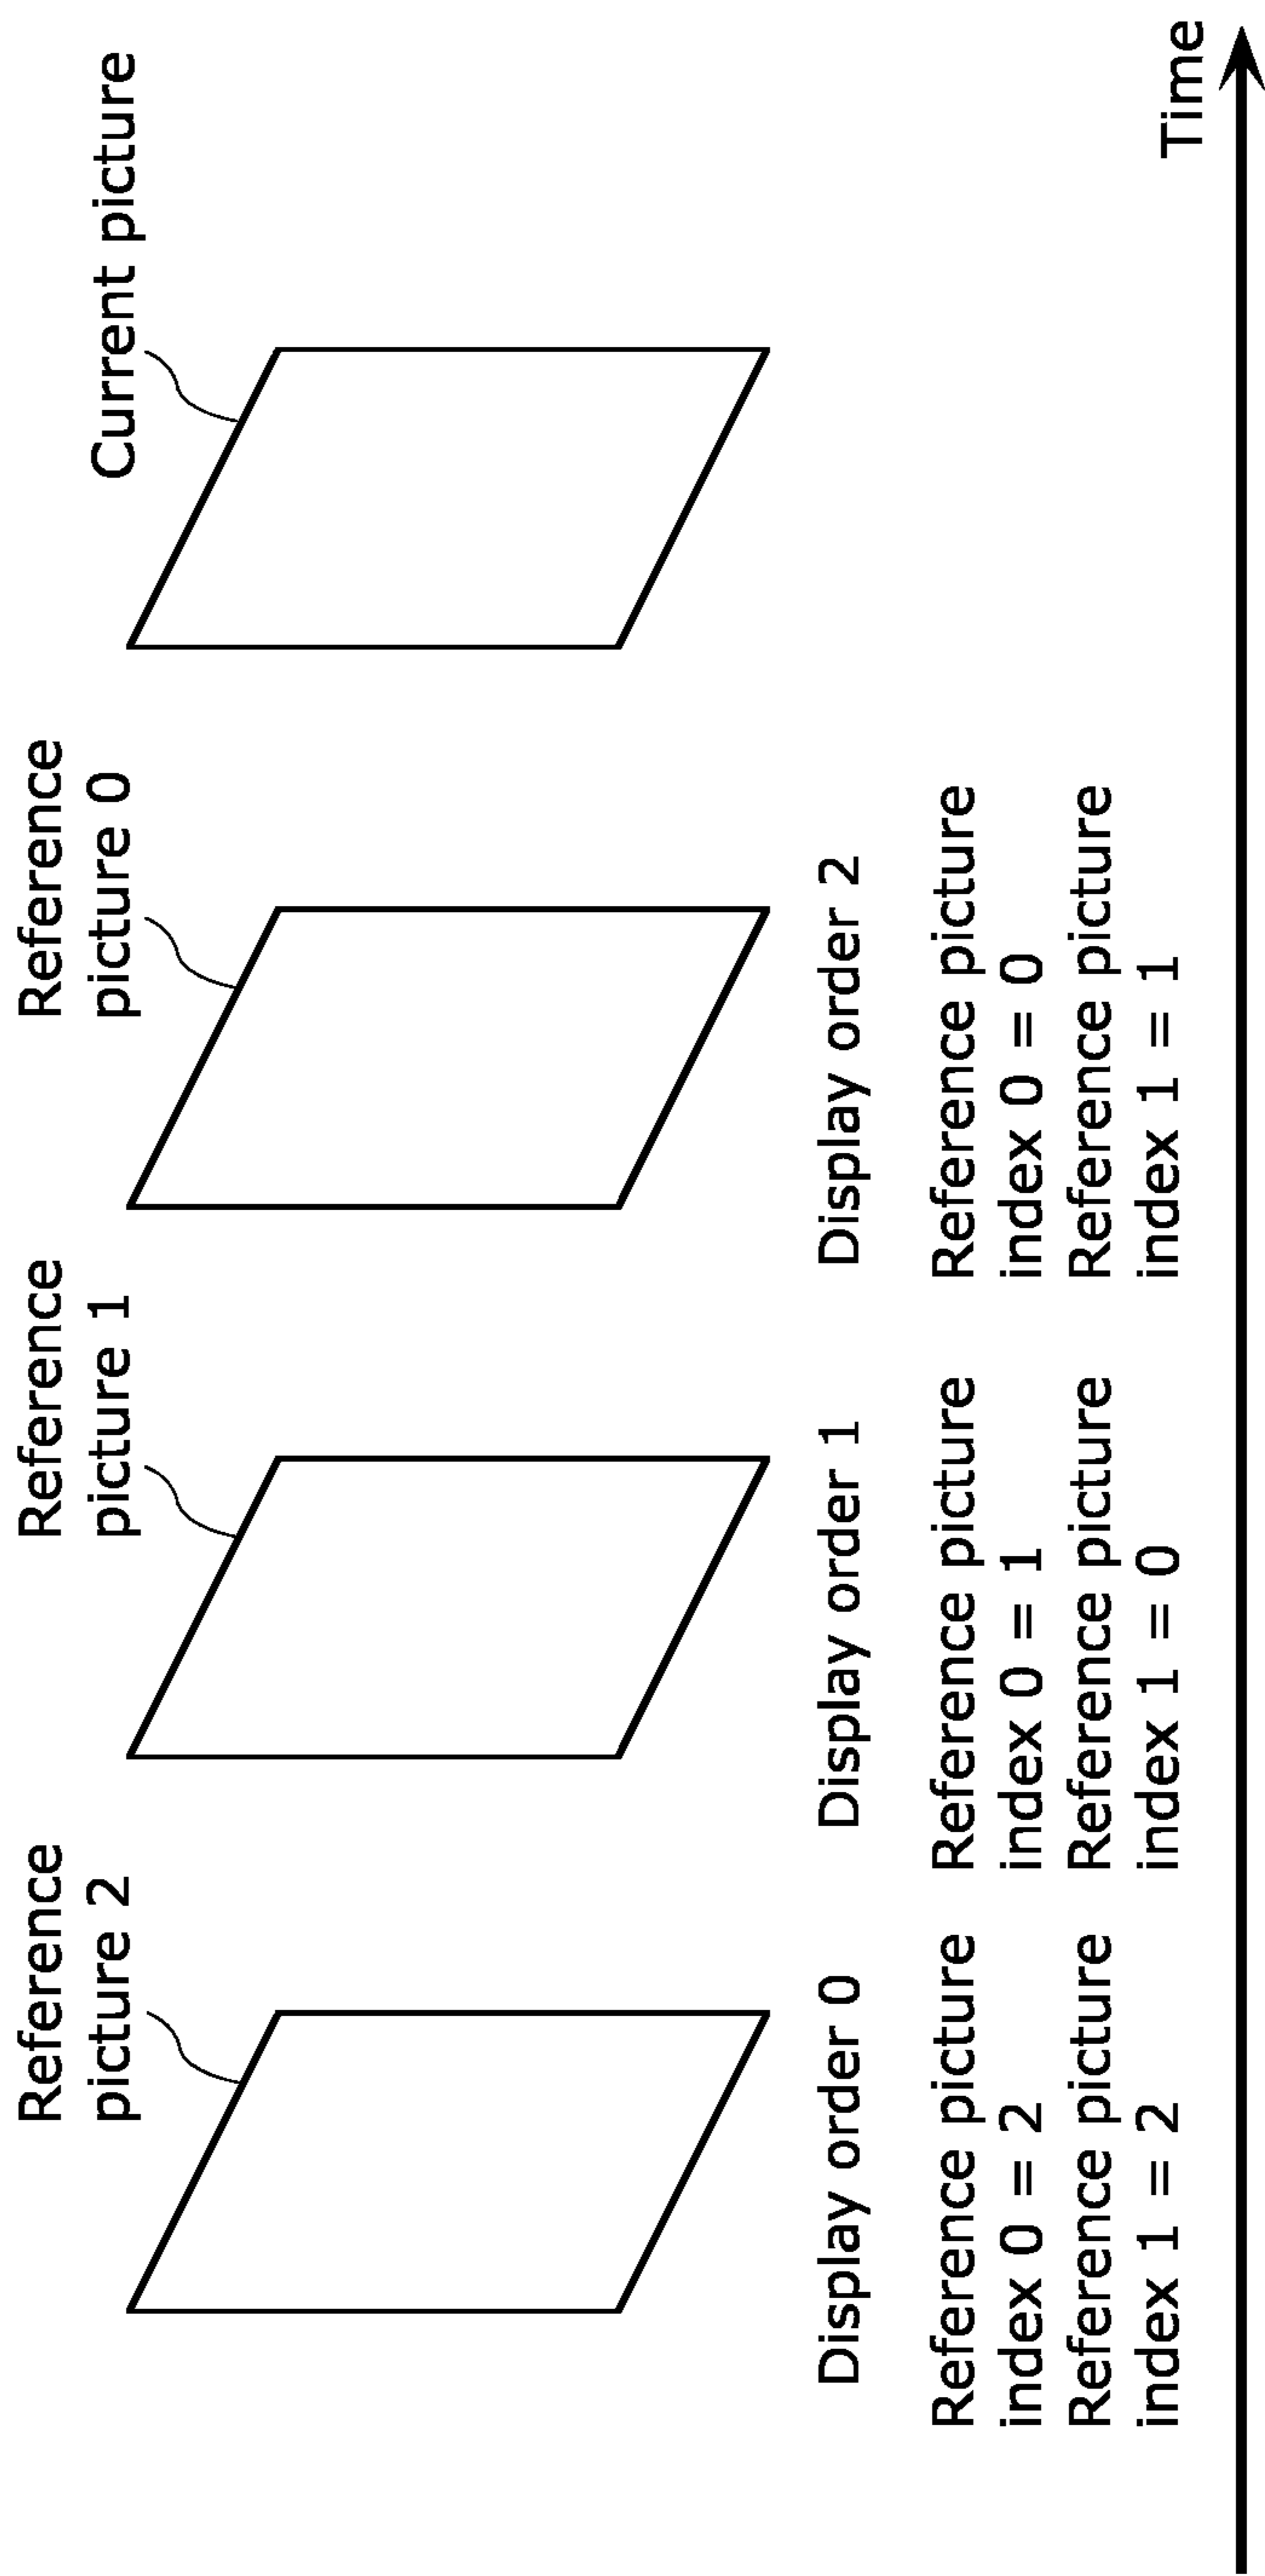 Reference
picture 2
Reference
picture 1
Reference
picture 0
Current picture
Display order 0
Display order 1
Display order 2
Reference picture
index 0 = 2
Reference picture
index 1 = 2
Reference picture
index 0 = 1
Reference picture
index 1 = 0
Reference picture
index 0 = 0
Reference picture
index 1 = 1
Time